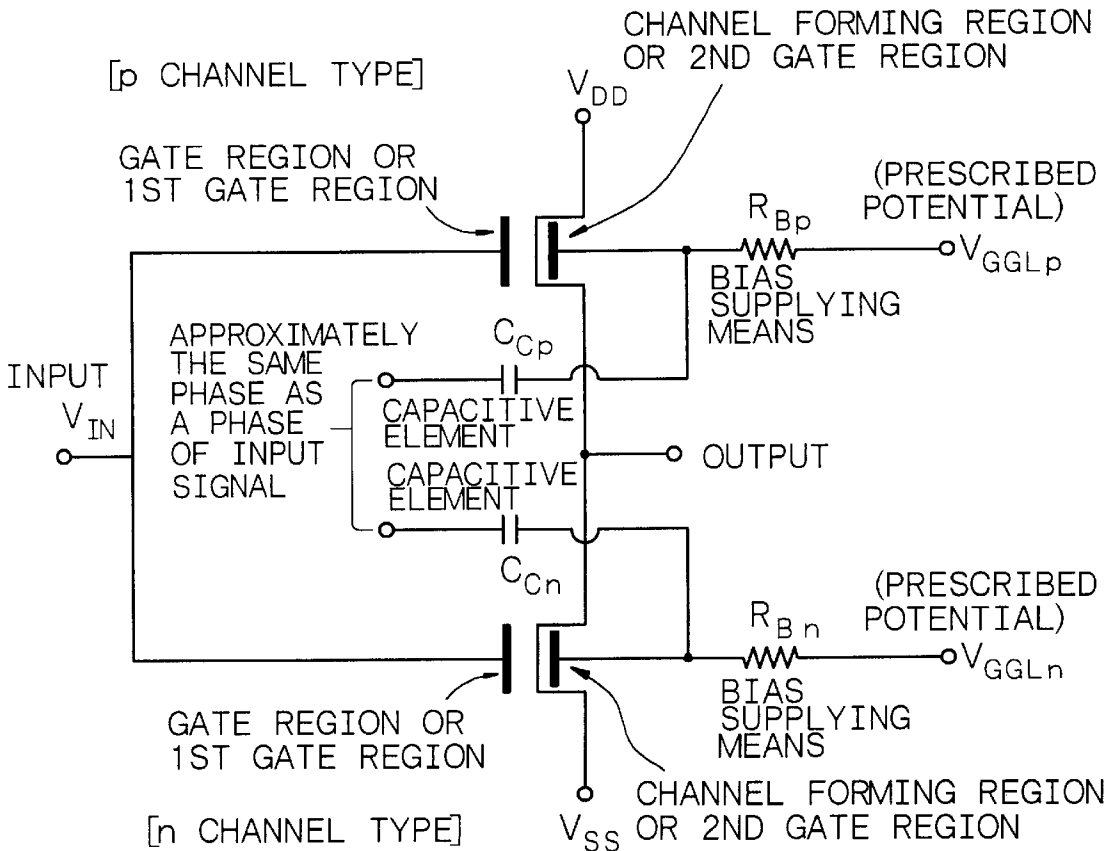 CHANNEL FORMING REGION
OR 2ND GATE REGION
[p CHANNEL TYPE]
VDD
GATE REGION OR
1ST GATE REGION
(PRESCRIBED
POTENTIAL)
RBp
VGGLp
BIAS
SUPPLYING
MEANS
APPROXIMATELY
THE SAME
PHASE AS
A PHASE
OF INPUT
SIGNAL
CCp
INPUT
VIN
CAPACITIVE
ELEMENT
OUTPUT
CAPACITIVE
ELEMENT
CCn
(PRESCRIBED
POTENTIAL)
RBn
VGGLn
BIAS
SUPPLYING
MEANS
GATE REGION OR
1ST GATE REGION
CHANNEL FORMING REGION
OR 2ND GATE REGION
VSS
[n CHANNEL TYPE]